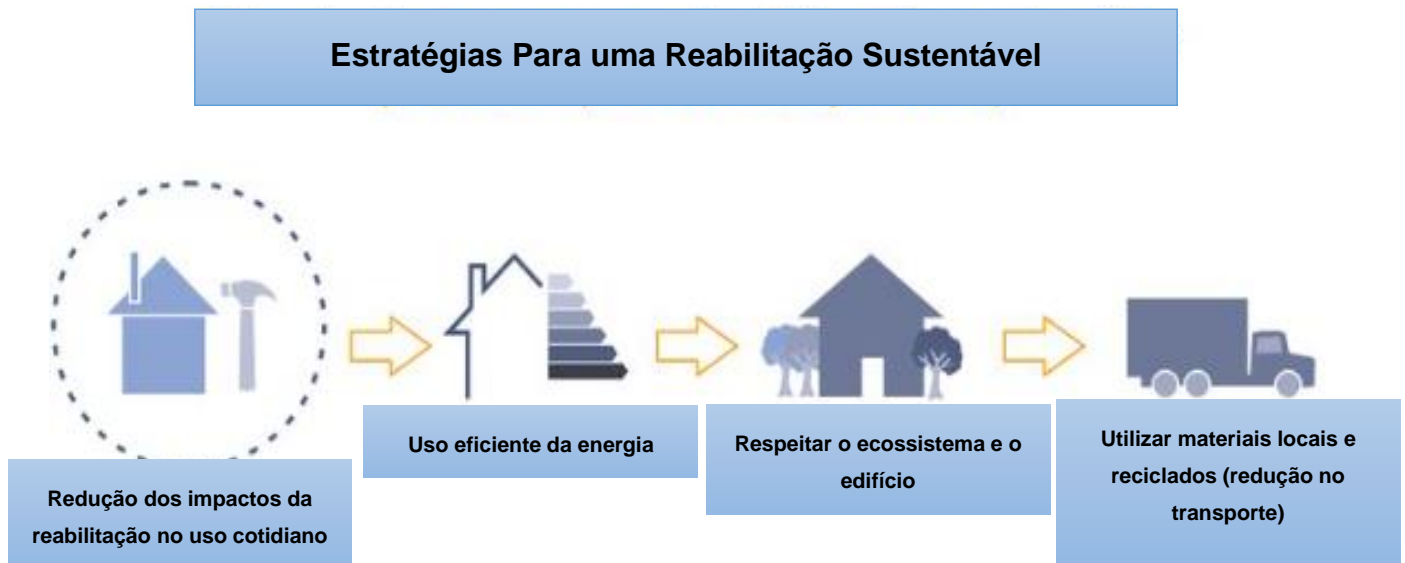 Estratégias Para uma Reabilitação Sustentável
Redução dos impactos da
reabilitação no uso cotidiano
Uso eficiente da energia
Respeitar o ecossistema e o
edifício
Utilizar materiais locais e
reciclados (redução no
transporte)